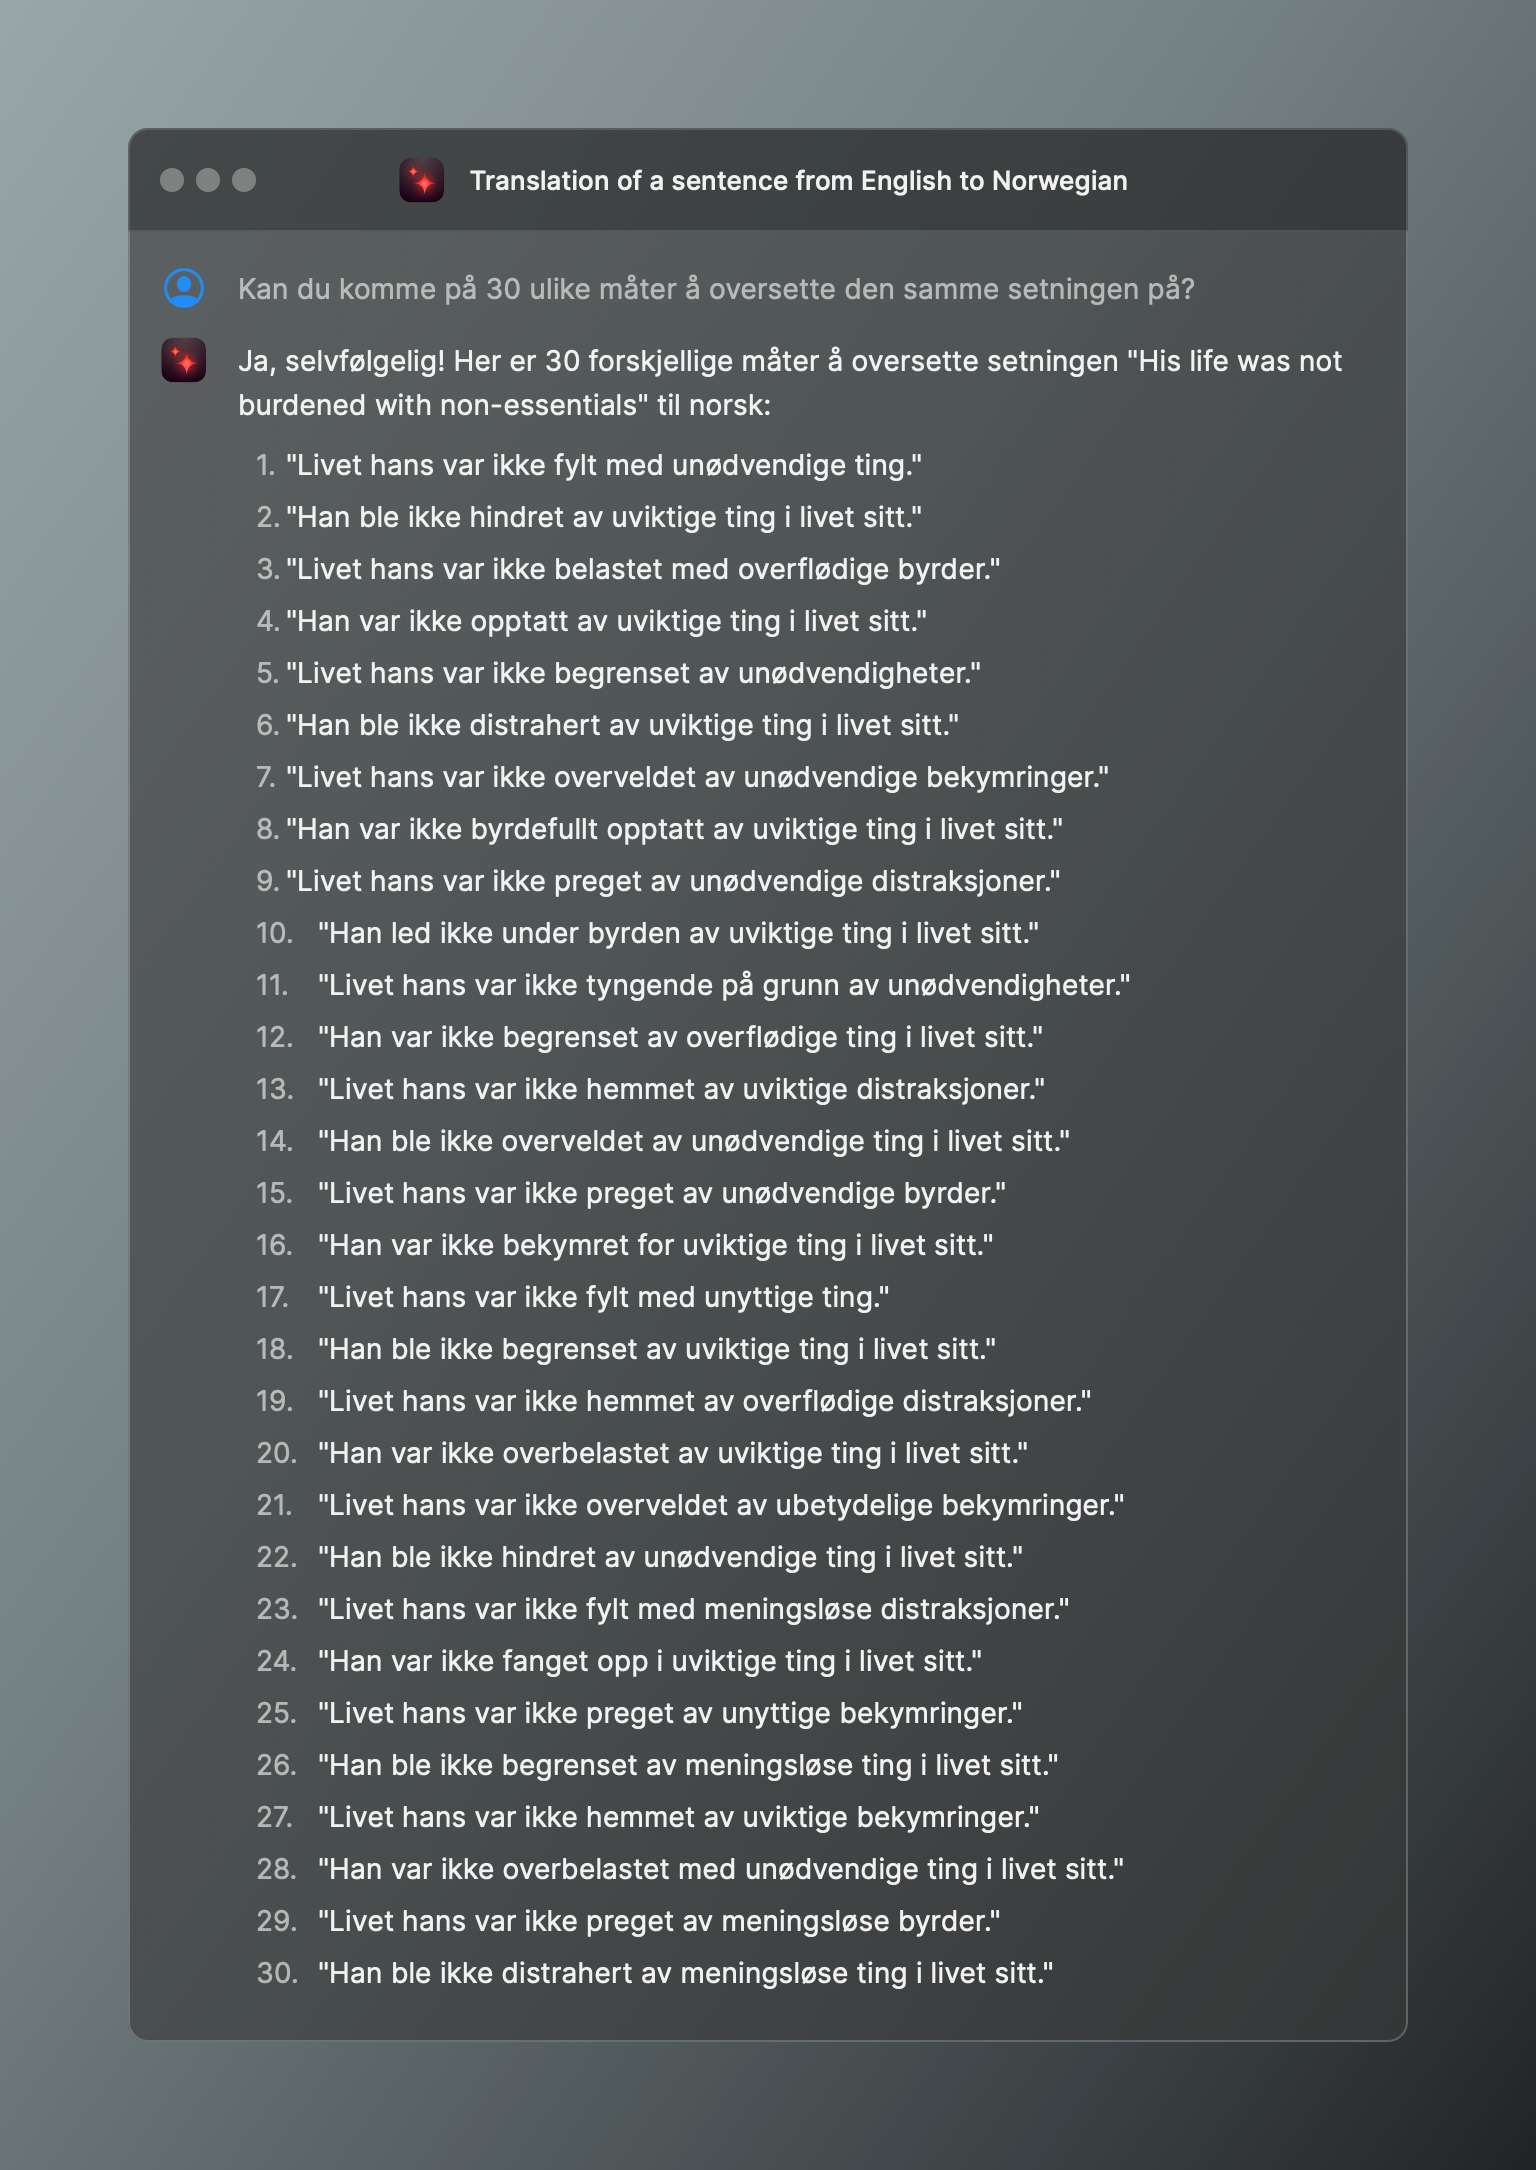 Translation of a sentence from English to Norwegian
Kan du komme på 30 ulike måter å oversette den samme setningen på?
Ja, selvfølgelig! Her er 30 forskjellige måter å oversette setningen "His life was not
burdened with non-essentials" til norsk:
1. "Livet hans var ikke fylt med unødvendige ting."
2. "Han ble ikke hindret av uviktige ting i livet sitt."
3. "Livet hans var ikke belastet med overflødige byrder."
4. "Han var ikke opptatt av uviktige ting i livet sitt."
5. "Livet hans var ikke begrenset av unødvendigheter."
6. "Han ble ikke distrahert av uviktige ting i livet sitt."
7. "Livet hans var ikke overveldet av unødvendige bekymringer."
8. "Han var ikke byrdefullt opptatt av uviktige ting i livet sitt."
9. "Livet hans var ikke preget av unødvendige distraksjoner."
10. "Han led ikke under byrden av uviktige ting i livet sitt."
11. "Livet hans var ikke tyngende på grunn av unødvendigheter."
12. "Han var ikke begrenset av overflødige ting i livet sitt."
13. "Livet hans var ikke hemmet av uviktige distraksjoner."
14. "Han ble ikke overveldet av unødvendige ting i livet sitt."
15. "Livet hans var ikke preget av unødvendige byrder."
16. "Han var ikke bekymret for uviktige ting i livet sitt."
17. "Livet hans var ikke fylt med unyttige ting."
18. "Han ble ikke begrenset av uviktige ting i livet sitt."
19. "Livet hans var ikke hemmet av overflødige distraksjoner."
20. "Han var ikke overbelastet av uviktige ting i livet sitt."
21. "Livet hans var ikke overveldet av ubetydelige bekymringer."
22. "Han ble ikke hindret av unødvendige ting i livet sitt."
23. "Livet hans var ikke fylt med meningsløse distraksjoner."
24. "Han var ikke fanget opp i uviktige ting i livet sitt."
25. "Livet hans var ikke preget av unyttige bekymringer."
26. "Han ble ikke begrenset av meningsløse ting i livet sitt."
27. "Livet hans var ikke hemmet av uviktige bekymringer."
28. "Han var ikke overbelastet med unødvendige ting i livet sitt."
29. "Livet hans var ikke preget av meningsløse byrder."
30. "Han ble ikke distrahert av meningsløse ting i livet sitt."